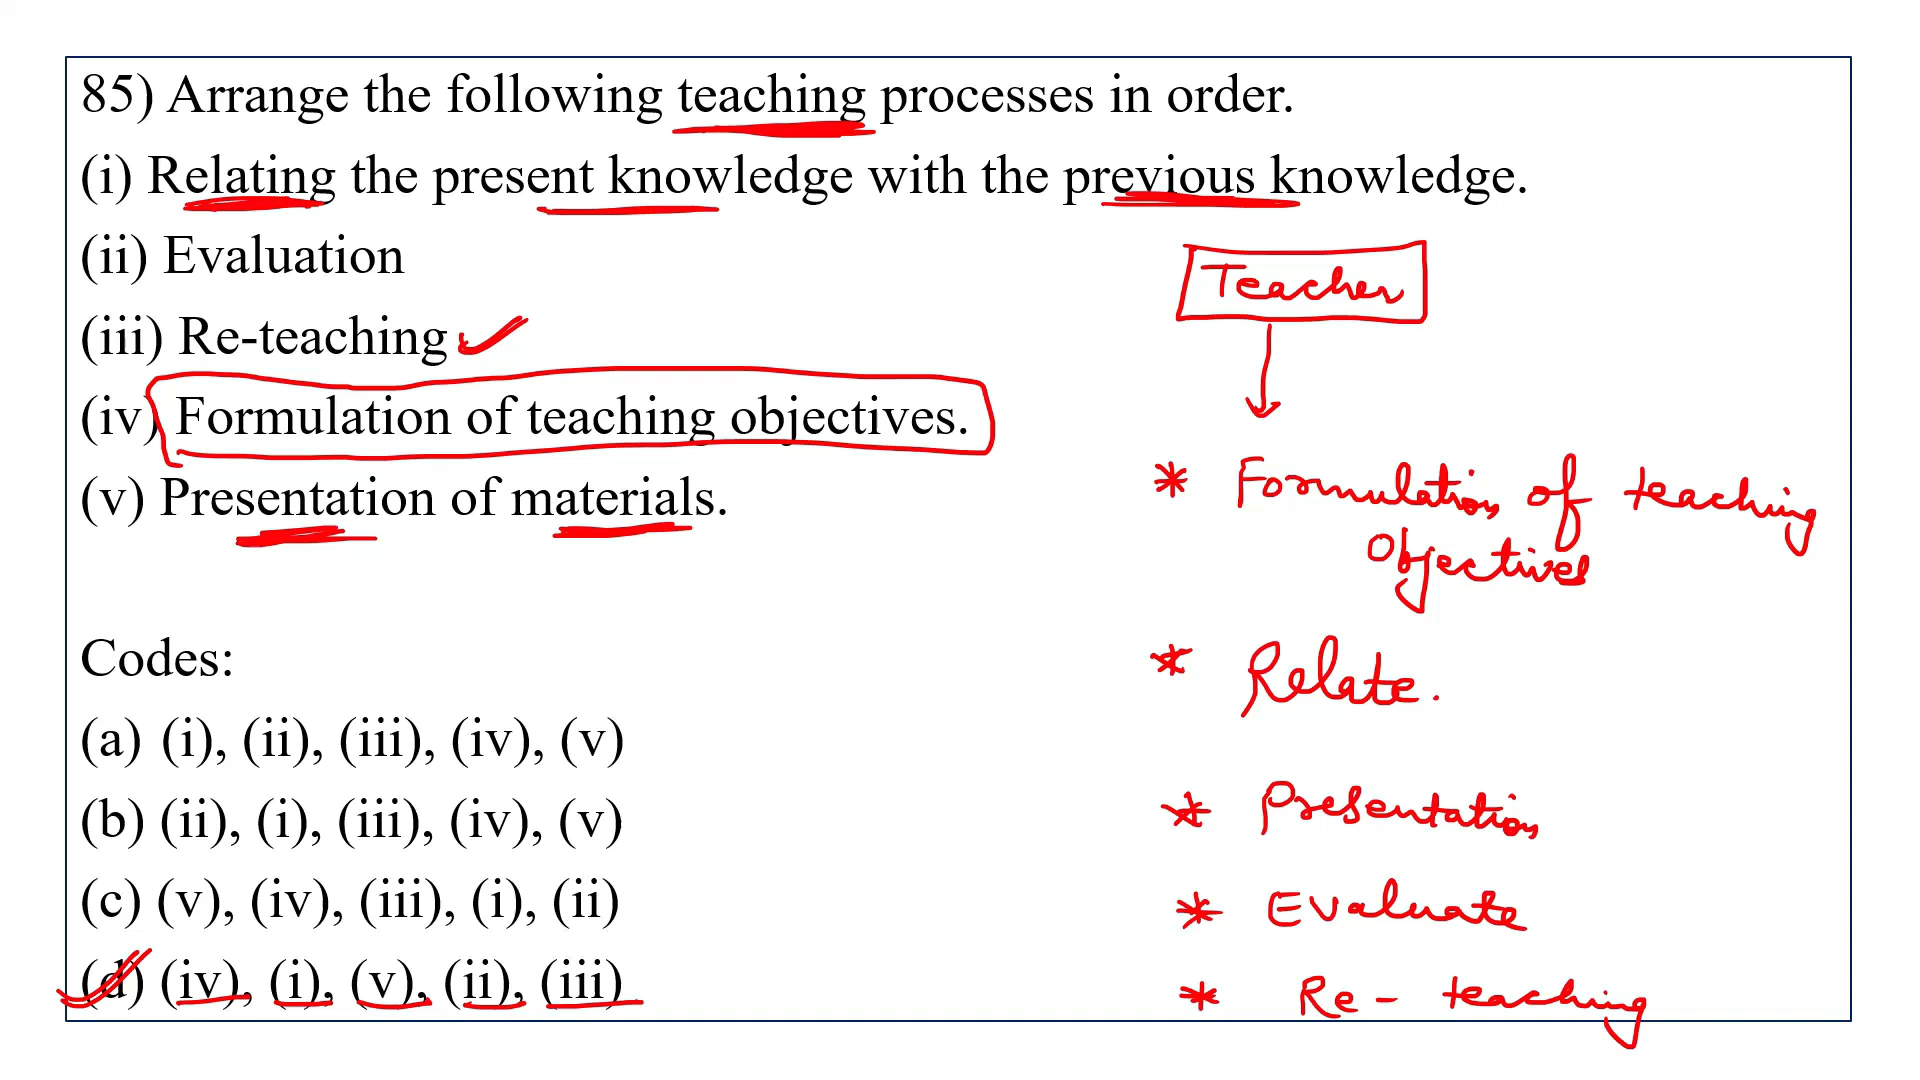 85) Arrange the following teaching processes in order.
(i) Relating the present knowledge with the previous knowledge.
(ii) Evaluation
(iii) Re-teaching
(iv) Formulation of teaching objectives.
(v) Presentation of materials.
Codes:
(a) (i), (ii), (iii), (iv), (v)
(b) (ii), (i), (iii), (iv), (v)
(c) (v), (iv), (iii), (i), (ii)
(d) (iv), (i), (v), (ii), (iii)
Teacher
* Formulation of teaching
Objectives
* Relate.
* Presentation
* Evaluate
* Re - teaching